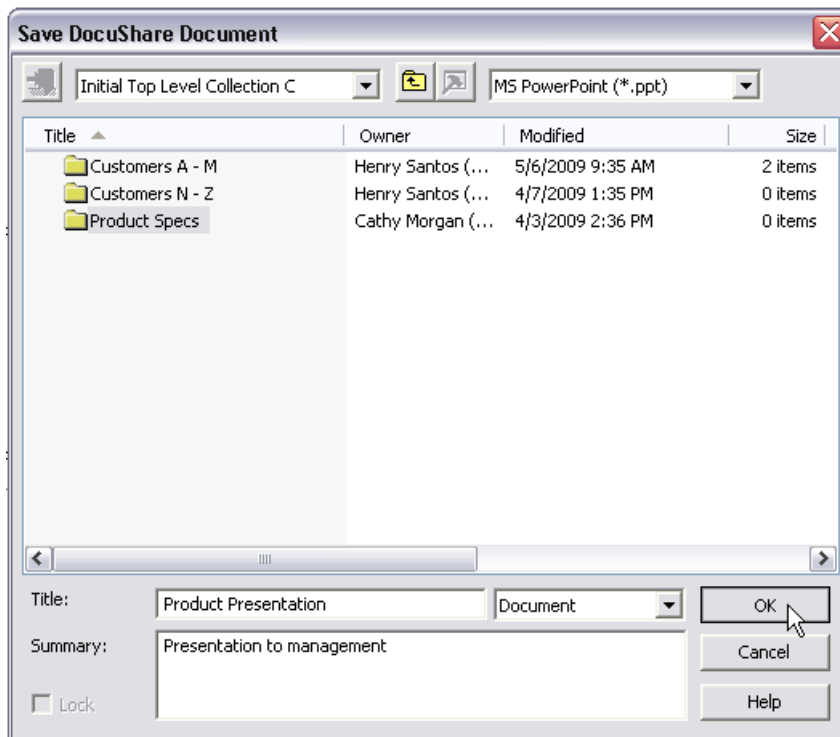 Save DocuShare Document
Initial Top Level Collection C MS PowerPoint (*.ppt)
Title Owner Modified Size
Customers A - M Henry Santos (... 5/6/2009 9:35 AM 2 items
Customers N - Z Henry Santos (... 4/7/2009 1:35 PM 0 items
Product Specs Cathy Morgan (... 4/3/2009 2:36 PM 0 items
Title: Product Presentation Document OK
Summary: Presentation to management Cancel
Lock Help